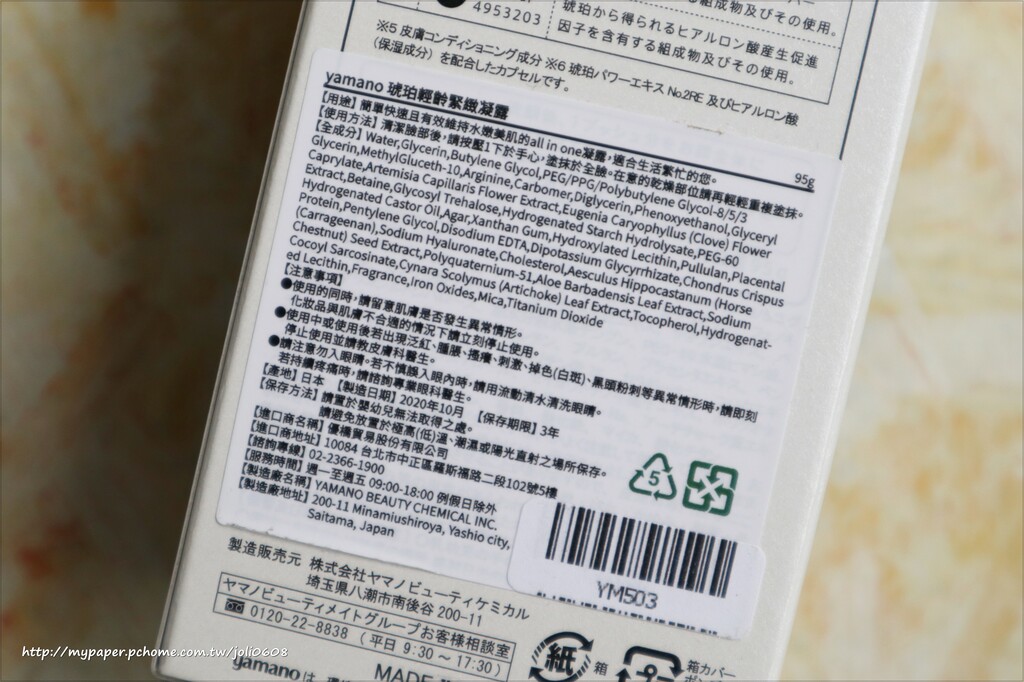 4953203
組成物及びその使用。
琥珀から得られるヒアルロン酸産生促進
因子を含有する組成物及びその使用。
※5 皮膚コンディショニング成分 ※6 琥珀パワーエキス No.2RE 及びヒアルロン酸
(保湿成分) を配合したカプセルです。
yamano 琥珀輕齡緊緻凝露
95g
【用途】簡單快速且有效維持水嫩美肌的all in one凝露,適合生活繁忙的您。
【使用方法】清潔臉部後,請按壓1下於手心,塗抹於全臉。在意的乾燥部位請再輕輕重複塗抹。
【全成分】Water,Glycerin,Butylene Glycol,PEG/PPG/Polybutylene Glycol-8/5/3
Glycerin,MethylGluceth-10,Arginine,Carbomer,Diglycerin,Phenoxyethanol,Glyceryl
Caprylate,Artemisia Capillaris Flower Extract,Eugenia Caryophyllus (Clove) Flower
Extract,Betaine,Glycosyl Trehalose,Hydrogenated Starch Hydrolysate,PEG-60
Hydrogenated Castor Oil,Agar,Xanthan Gum,Hydroxylated Lecithin,Pullulan,Placental
Protein,Pentylene Glycol,Disodium EDTA,Dipotassium Glycyrrhizate,Chondrus Crispus
(Carrageenan),Sodium Hyaluronate,Cholesterol,Aesculus Hippocastanum (Horse
Chestnut) Seed Extract,Polyquaternium-51,Aloe Barbadensis Leaf Extract,Sodium
Cocoyl Sarcosinate,Cynara Scolymus (Artichoke) Leaf Extract,Tocopherol,Hydrogenat-
ed Lecithin,Fragrance,Iron Oxides,Mica,Titanium Dioxide
【注意事項】
●使用的同時,請留意肌膚是否發生異常情形。
化妝品與肌膚不合適的情況下請立刻停止使用。
●使用中或使用後若出現泛紅、腫脹、搔癢、刺激、掉色(白斑)、黑頭粉刺等異常情形時,請即刻
停止使用並請教皮膚科醫生。
●請注意勿入眼睛。若不慎誤入眼內時,請用流動清水清洗眼睛。
若持續疼痛時,請諮詢專業眼科醫生。
【產地】日本 【製造日期】2020年10月 【保存期限】3年
【保存方法】請置於嬰幼兒無法取得之處。
請避免放置於極高(低)溫、潮濕或陽光直射之場所保存。
【進口商名稱】優橋貿易股份有限公司
【進口商地址】10084 台北市中正區羅斯福路二段102號5樓
【諮詢專線】02-2366-1900
【服務時間】週一至週五 09:00-18:00 例假日除外
【製造廠名稱】YAMANO BEAUTY CHEMICAL INC.
【製造廠地址】200-11 Minamiushiroya, Yashio city,
Saitama, Japan
5
YM503
製造販売元 株式会社ヤマノビューティケミカル
埼玉県八潮市南後谷 200-11
ヤマノビューティメイトグループお客様相談室
0120-22-8838 (平日 9:30~17:30)
紙 箱
箱カバー
yamano は、
MADE
http://mypaper.pchome.com.tw/joli0608